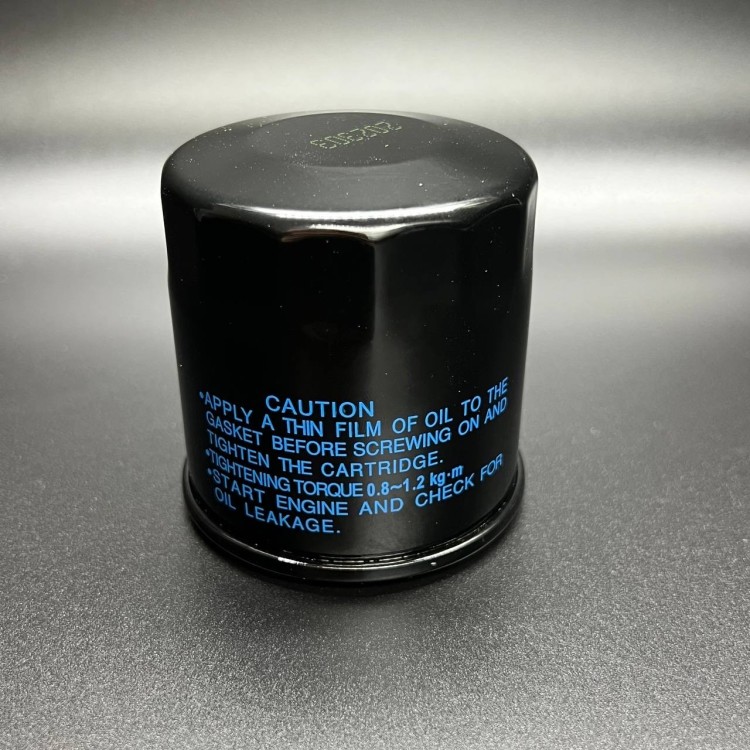 202303
CAUTION
•APPLY A THIN FILM OF OIL TO THE
GASKET BEFORE SCREWING ON AND
TIGHTEN THE CARTRIDGE.
•TIGHTENING TORQUE 0.8~1.2 kg·m
•START ENGINE AND CHECK FOR
OIL LEAKAGE.